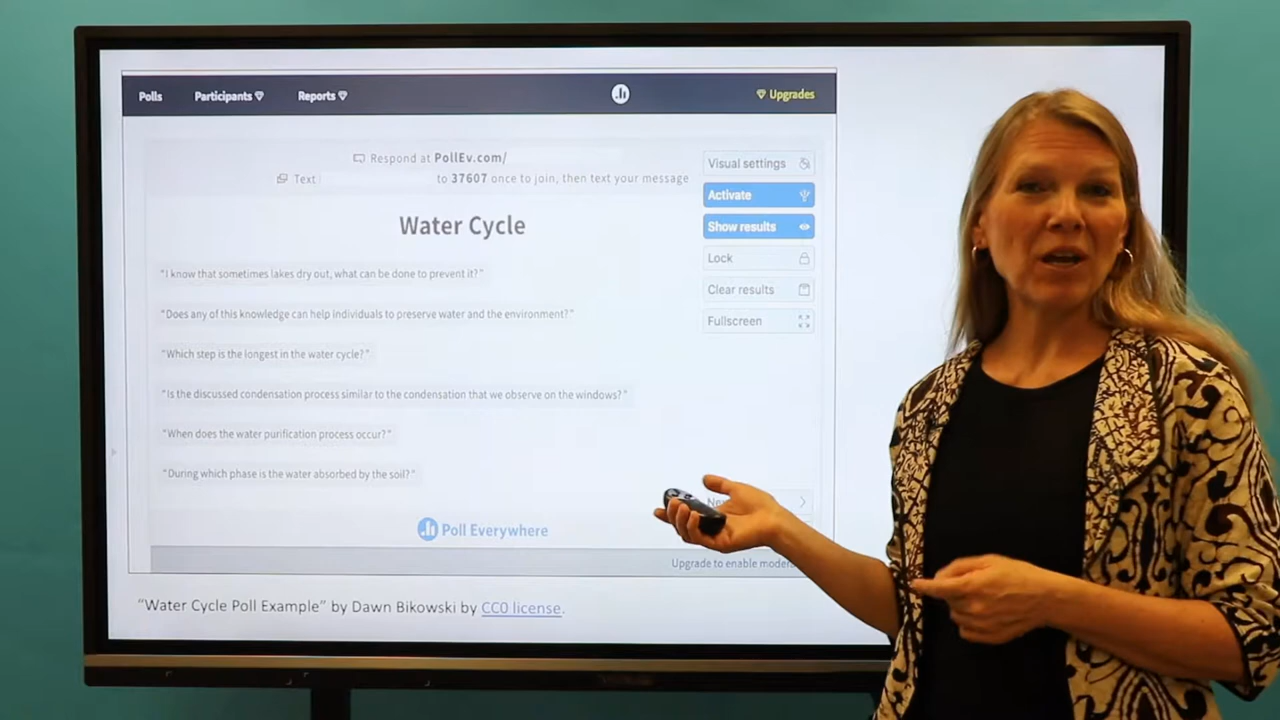 Polls Participants Reports Upgrades
Respond at PollEv.com/
Text to 37607 once to join, then text your message
Water Cycle
"I know that sometimes lakes dry out, what can be done to prevent it?"
"Does any of this knowledge can help individuals to preserve water and the environment?"
"Which step is the longest in the water cycle?"
"Is the discussed condensation process similar to the condensation that we observe on the windows?"
"When does the water purification process occur?"
"During which phase is the water absorbed by the soil?"
Visual settings
Activate
Show results
Lock
Clear results
Fullscreen
Poll Everywhere
Upgrade to enable
"Water Cycle Poll Example" by Dawn Bikowski by CC0 license.